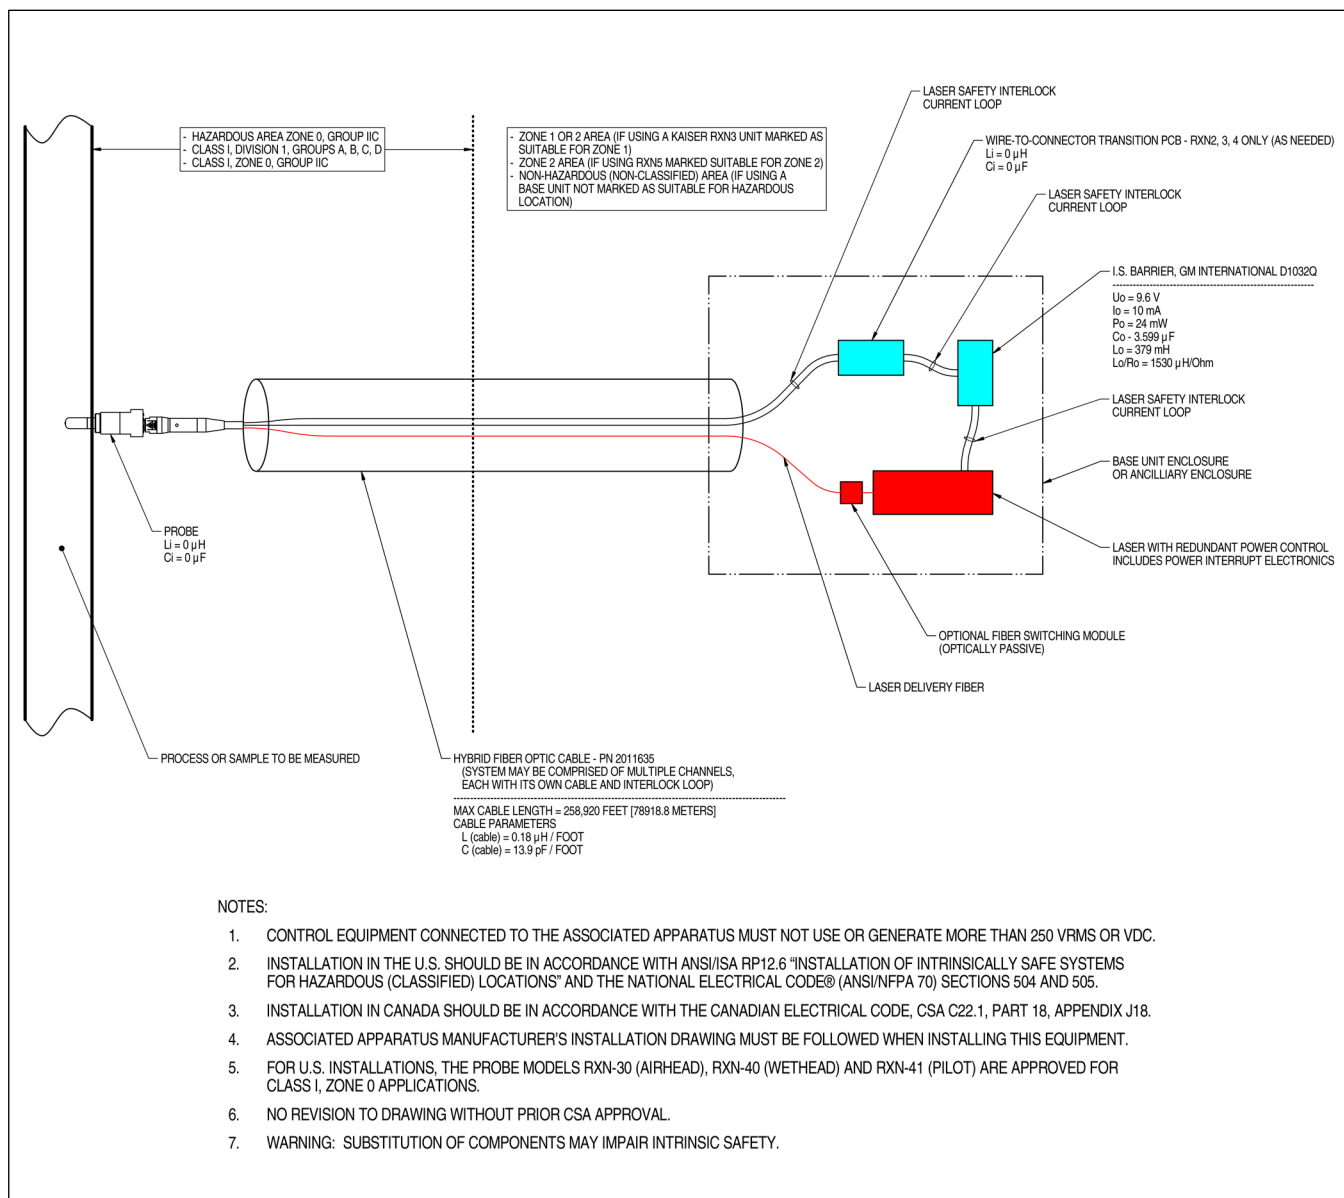 LASER SAFETY INTERLOCK
CURRENT LOOP
- HAZARDOUS AREA ZONE 0, GROUP IIC
- CLASS I, DIVISION 1, GROUPS A, B, C, D
- CLASS I, ZONE 0, GROUP IIC
- ZONE 1 OR 2 AREA (IF USING A KAISER RXN3 UNIT MARKED AS
SUITABLE FOR ZONE 1)
- ZONE 2 AREA (IF USING RXN5 MARKED SUITABLE FOR ZONE 2)
- NON-HAZARDOUS (NON-CLASSIFIED) AREA (IF USING A
BASE UNIT NOT MARKED AS SUITABLE FOR HAZARDOUS
LOCATION)
WIRE-TO-CONNECTOR TRANSITION PCB - RXN2, 3, 4 ONLY (AS NEEDED)
Li = 0 µH
Ci = 0 µF
LASER SAFETY INTERLOCK
CURRENT LOOP
I.S. BARRIER, GM INTERNATIONAL D1032Q
Uo = 9.6 V
Io = 10 mA
Po = 24 mW
Co - 3.599 µF
Lo = 379 mH
Lo/Ro = 1530 µH/Ohm
LASER SAFETY INTERLOCK
CURRENT LOOP
BASE UNIT ENCLOSURE
OR ANCILLIARY ENCLOSURE
PROBE
Li = 0 µH
Ci = 0 µF
LASER WITH REDUNDANT POWER CONTROL
INCLUDES POWER INTERRUPT ELECTRONICS
OPTIONAL FIBER SWITCHING MODULE
(OPTICALLY PASSIVE)
LASER DELIVERY FIBER
PROCESS OR SAMPLE TO BE MEASURED
HYBRID FIBER OPTIC CABLE - PN 2011635
(SYSTEM MAY BE COMPRISED OF MULTIPLE CHANNELS,
EACH WITH ITS OWN CABLE AND INTERLOCK LOOP)
MAX CABLE LENGTH = 258,920 FEET [78918.8 METERS]
CABLE PARAMETERS
L (cable) = 0.18 µH / FOOT
C (cable) = 13.9 pF / FOOT
NOTES:
1. CONTROL EQUIPMENT CONNECTED TO THE ASSOCIATED APPARATUS MUST NOT USE OR GENERATE MORE THAN 250 VRMS OR VDC.
2. INSTALLATION IN THE U.S. SHOULD BE IN ACCORDANCE WITH ANSI/ISA RP12.6 “INSTALLATION OF INTRINSICALLY SAFE SYSTEMS
FOR HAZARDOUS (CLASSIFIED) LOCATIONS” AND THE NATIONAL ELECTRICAL CODE® (ANSI/NFPA 70) SECTIONS 504 AND 505.
3. INSTALLATION IN CANADA SHOULD BE IN ACCORDANCE WITH THE CANADIAN ELECTRICAL CODE, CSA C22.1, PART 18, APPENDIX J18.
4. ASSOCIATED APPARATUS MANUFACTURER’S INSTALLATION DRAWING MUST BE FOLLOWED WHEN INSTALLING THIS EQUIPMENT.
5. FOR U.S. INSTALLATIONS, THE PROBE MODELS RXN-30 (AIRHEAD), RXN-40 (WETHEAD) AND RXN-41 (PILOT) ARE APPROVED FOR
CLASS I, ZONE 0 APPLICATIONS.
6. NO REVISION TO DRAWING WITHOUT PRIOR CSA APPROVAL.
7. WARNING: SUBSTITUTION OF COMPONENTS MAY IMPAIR INTRINSIC SAFETY.